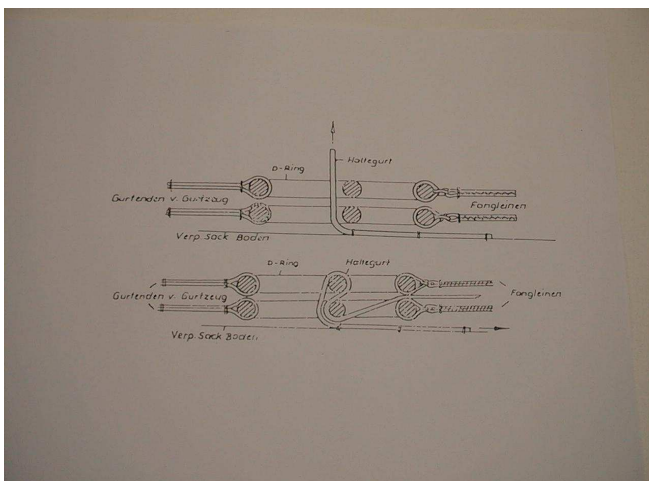 D-Ring
Haltegurt
Gurtenden v. Gurtzeug
Fangleinen
Verp. Sack Boden
D-Ring
Haltegurt
Gurtenden v. Gurtzeug
Fangleinen
Verp. Sack Boden